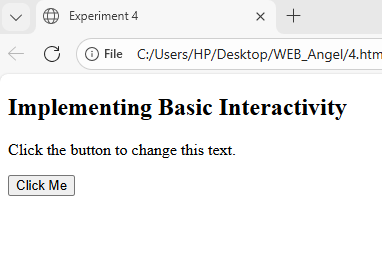 Experiment 4
File C:/Users/HP/Desktop/WEB_Angel/4.htm
Implementing Basic Interactivity
Click the button to change this text.
Click Me